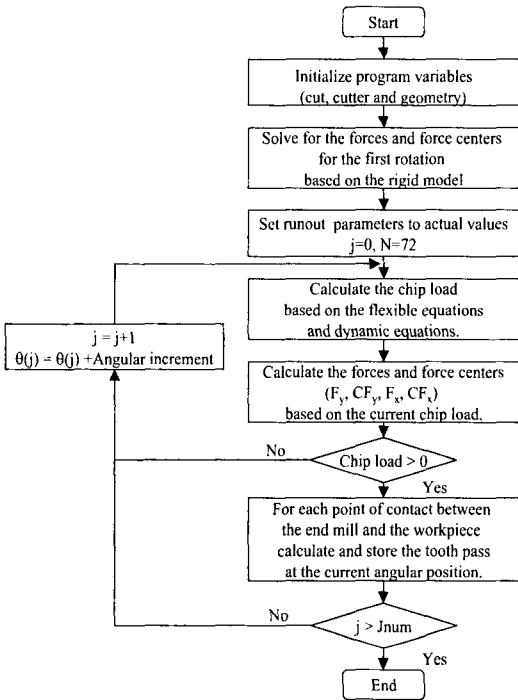 Start
Initialize program variables
(cut, cutter and geometry)
Solve for the forces and force centers
for the first rotation
based on the rigid model
Set runout parameters to actual values
j=0, N=72
Calculate the chip load
based on the flexible equations
and dynamic equations.
j = j+1
θ(j) = θ(j) +Angular increment
Calculate the forces and force centers
(Fy, CFy, Fx, CFx)
based on the current chip load.
No
Chip load > 0
Yes
For each point of contact between
the end mill and the workpiece
calculate and store the tooth pass
at the current angular position.
No
j > Jnum
Yes
End